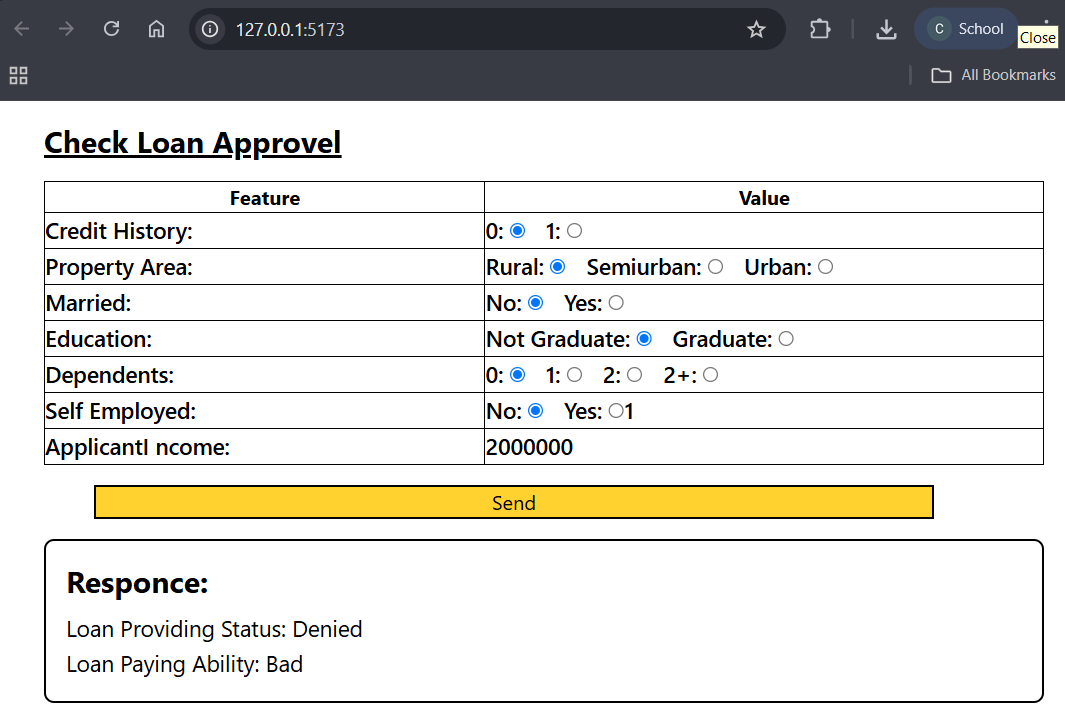 127.0.0.1:5173
C School
Close
All Bookmarks
Check Loan Approvel
Feature Value
Credit History: 0: 1:
Property Area: Rural: Semiurban: Urban:
Married: No: Yes:
Education: Not Graduate: Graduate:
Dependents: 0: 1: 2: 2+:
Self Employed: No: Yes: 1
ApplicantI ncome: 2000000
Send
Responce:
Loan Providing Status: Denied
Loan Paying Ability: Bad